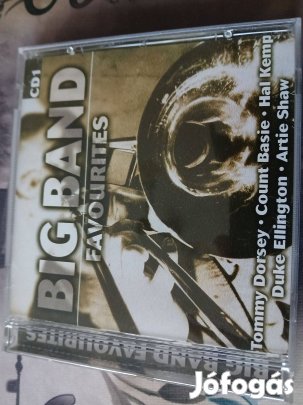 CD1
BIG BAND
FAVOURITES
Tommy Dorsey · Count Basie · Hal Kemp
Duke Ellington · Artie Shaw
BIG BAND FAVOURITES
Jófogás